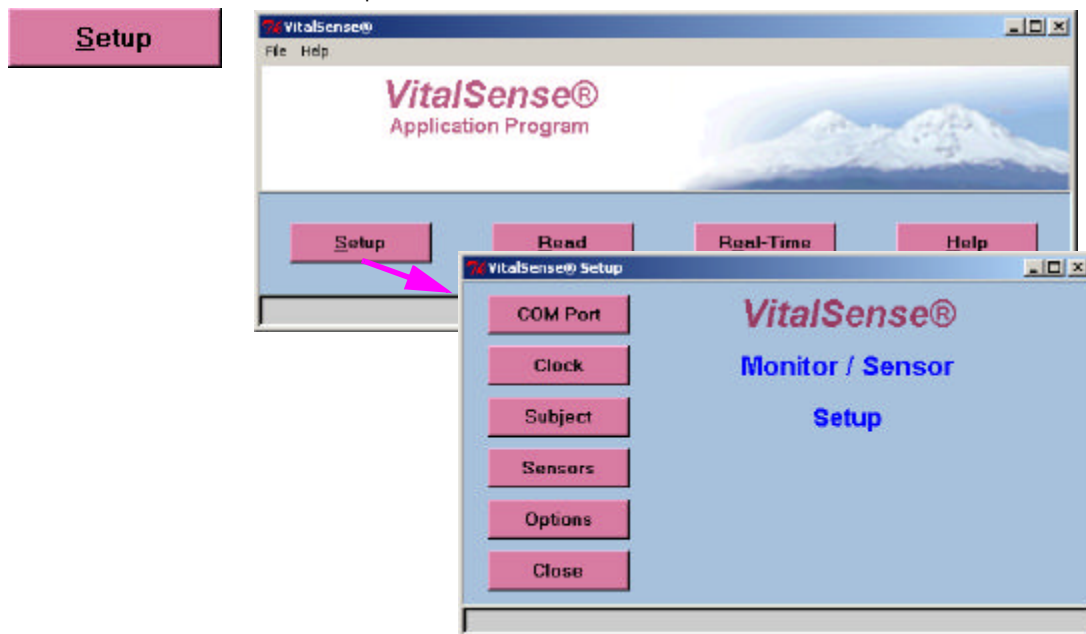 Setup
VitalSense®
File Help
VitalSense®
Application Program
Setup Read Real-Time Help
VitalSense® Setup
COM Port
Clock
Subject
Sensors
Options
Close
VitalSense®
Monitor / Sensor
Setup